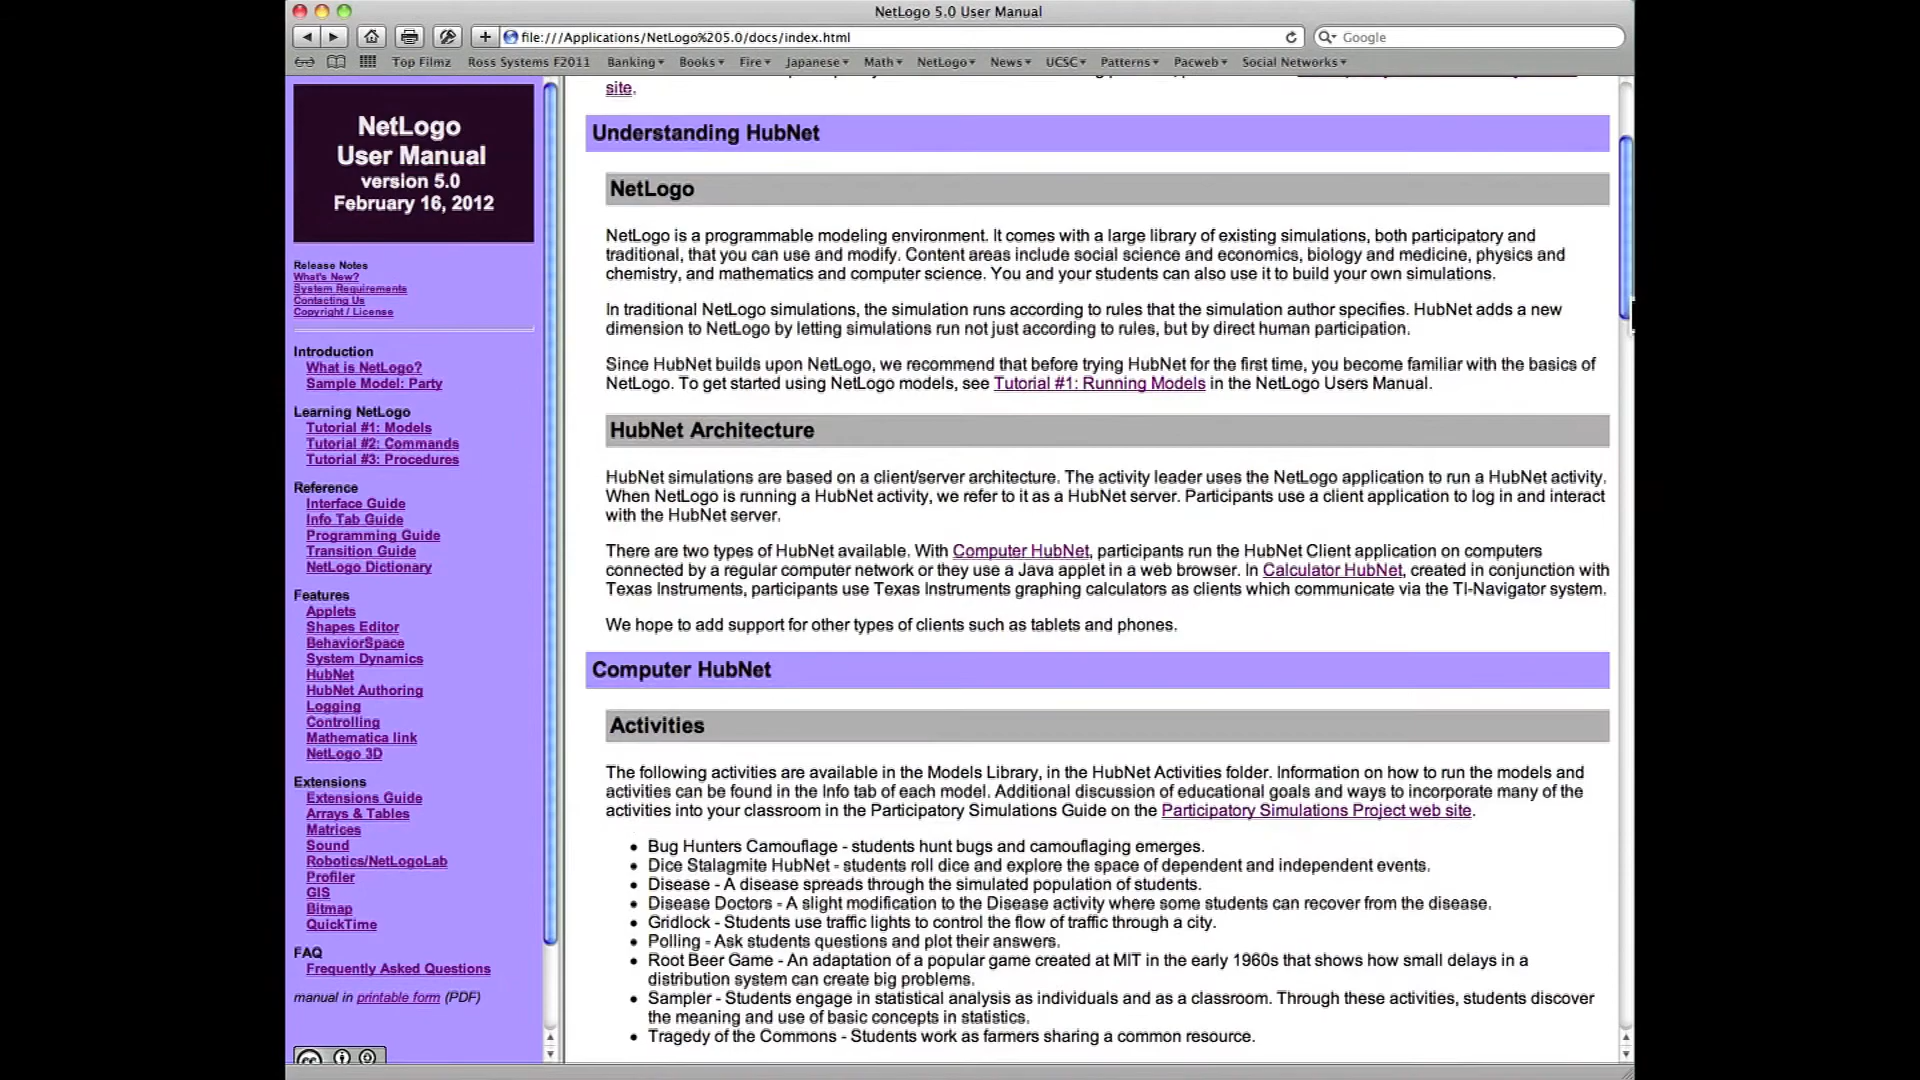 NetLogo 5.0 User Manual
file:///Applications/NetLogo%205.0/docs/index.html
Google
Top Filmz Ross Systems F2011 Banking▾ Books▾ Fire▾ Japanese▾ Math▾ NetLogo▾ News▾ UCSC▾ Patterns▾ Pacweb▾ Social Networks▾
NetLogo
User Manual
version 5.0
February 16, 2012
Release Notes
What's New?
System Requirements
Contacting Us
Copyright / License
Introduction
What is NetLogo?
Sample Model: Party
Learning NetLogo
Tutorial #1: Models
Tutorial #2: Commands
Tutorial #3: Procedures
Reference
Interface Guide
Info Tab Guide
Programming Guide
Transition Guide
NetLogo Dictionary
Features
Applets
Shapes Editor
BehaviorSpace
System Dynamics
HubNet
HubNet Authoring
Logging
Controlling
Mathematica link
NetLogo 3D
Extensions
Extensions Guide
Arrays & Tables
Matrices
Sound
Robotics/NetLogoLab
Profiler
GIS
Bitmap
QuickTime
FAQ
Frequently Asked Questions
manual in printable form (PDF)
site.
Understanding HubNet
NetLogo
NetLogo is a programmable modeling environment. It comes with a large library of existing simulations, both participatory and
traditional, that you can use and modify. Content areas include social science and economics, biology and medicine, physics and
chemistry, and mathematics and computer science. You and your students can also use it to build your own simulations.
In traditional NetLogo simulations, the simulation runs according to rules that the simulation author specifies. HubNet adds a new
dimension to NetLogo by letting simulations run not just according to rules, but by direct human participation.
Since HubNet builds upon NetLogo, we recommend that before trying HubNet for the first time, you become familiar with the basics of
NetLogo. To get started using NetLogo models, see Tutorial #1: Running Models in the NetLogo Users Manual.
HubNet Architecture
HubNet simulations are based on a client/server architecture. The activity leader uses the NetLogo application to run a HubNet activity.
When NetLogo is running a HubNet activity, we refer to it as a HubNet server. Participants use a client application to log in and interact
with the HubNet server.
There are two types of HubNet available. With Computer HubNet, participants run the HubNet Client application on computers
connected by a regular computer network or they use a Java applet in a web browser. In Calculator HubNet, created in conjunction with
Texas Instruments, participants use Texas Instruments graphing calculators as clients which communicate via the TI-Navigator system.
We hope to add support for other types of clients such as tablets and phones.
Computer HubNet
Activities
The following activities are available in the Models Library, in the HubNet Activities folder. Information on how to run the models and
activities can be found in the Info tab of each model. Additional discussion of educational goals and ways to incorporate many of the
activities into your classroom in the Participatory Simulations Guide on the Participatory Simulations Project web site.
• Bug Hunters Camouflage - students hunt bugs and camouflaging emerges.
• Dice Stalagmite HubNet - students roll dice and explore the space of dependent and independent events.
• Disease - A disease spreads through the simulated population of students.
• Disease Doctors - A slight modification to the Disease activity where some students can recover from the disease.
• Gridlock - Students use traffic lights to control the flow of traffic through a city.
• Polling - Ask students questions and plot their answers.
• Root Beer Game - An adaptation of a popular game created at MIT in the early 1960s that shows how small delays in a
distribution system can create big problems.
• Sampler - Students engage in statistical analysis as individuals and as a classroom. Through these activities, students discover
the meaning and use of basic concepts in statistics.
• Tragedy of the Commons - Students work as farmers sharing a common resource.